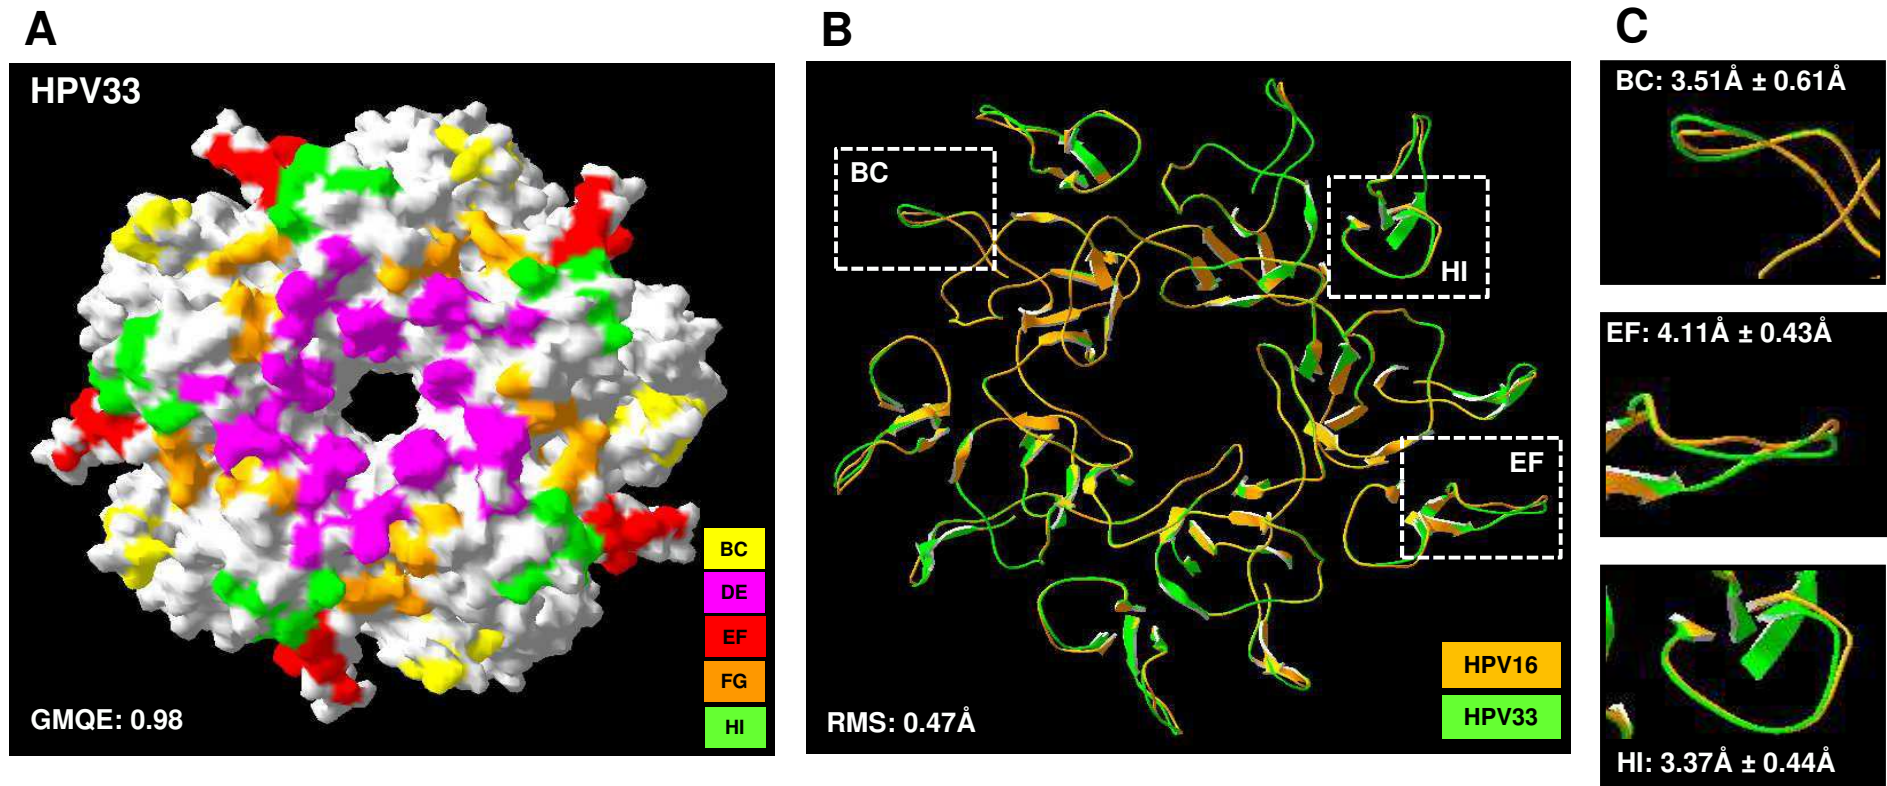 A
HPV33
BC
DE
EF
FG
HI
GMQE: 0.98
B
BC
HI
EF
HPV16
HPV33
RMS: 0.47Å
C
BC: 3.51Å ± 0.61Å
EF: 4.11Å ± 0.43Å
HI: 3.37Å ± 0.44Å